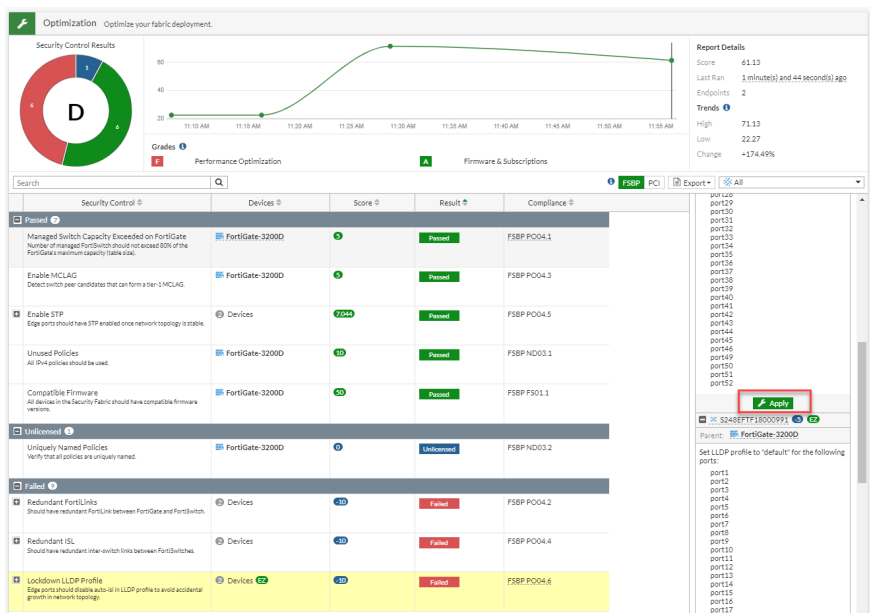 Optimization Optimize your fabric deployment.
Security Control Results
1
6
D
6
60
40
20
11:10 AM 11:15 AM 11:20 AM 11:25 AM 11:30 AM 11:35 AM 11:40 AM 11:45 AM 11:50 AM 11:55 AM
Grades
F Performance Optimization A Firmware & Subscriptions
Report Details
Score 61.13
Last Ran 1 minute(s) and 44 second(s) ago
Endpoints 2
Trends
High 71.13
Low 22.27
Change +174.49%
Search
FSBP PCI Export All
Security Control Devices Score Result Compliance
Passed 7
Managed Switch Capacity Exceeded on FortiGate FortiGate-3200D 5 Passed FSBP PO04.1
Number of managed FortiSwitch should not exceed 80% of the
FortiGate's maximum capacity (table size).
Enable MCLAG FortiGate-3200D 5 Passed FSBP PO04.3
Detect switch peer candidates that can form a tier-1 MCLAG.
Enable STP 2 Devices 7.044 Passed FSBP PO04.5
Edge ports should have STP enabled once network topology is stable.
Unused Policies FortiGate-3200D 10 Passed FSBP ND03.1
All IPv4 policies should be used.
Compatible Firmware FortiGate-3200D 50 Passed FSBP FS01.1
All devices in the Security Fabric should have compatible firmware
versions.
Unlicensed 1
Uniquely Named Policies FortiGate-3200D 0 Unlicensed FSBP ND03.2
Verify that all policies are uniquely named.
Failed 9
Redundant FortiLinks 2 Devices -10 Failed FSBP PO04.2
Should have redundant FortiLink between FortiGate and FortiSwitch.
Redundant ISL 2 Devices -10 Failed FSBP PO04.4
Should have redundant inter-switch links between FortiSwitches.
Lockdown LLDP Profile 2 Devices EZ -10 Failed FSBP PO04.6
Edge ports should disable auto-isl in LLDP profile to avoid accidental
growth in network topology.
port28
port29
port30
port31
port32
port33
port34
port35
port36
port37
port38
port39
port40
port41
port42
port43
port44
port45
port46
port49
port50
port51
port52
Apply
S248EFTF18000991 -5 EZ
Parent: FortiGate-3200D
Set LLDP profile to "default" for the following
ports:
port1
port2
port3
port4
port5
port6
port7
port8
port9
port10
port11
port12
port13
port14
port15
port16
port17